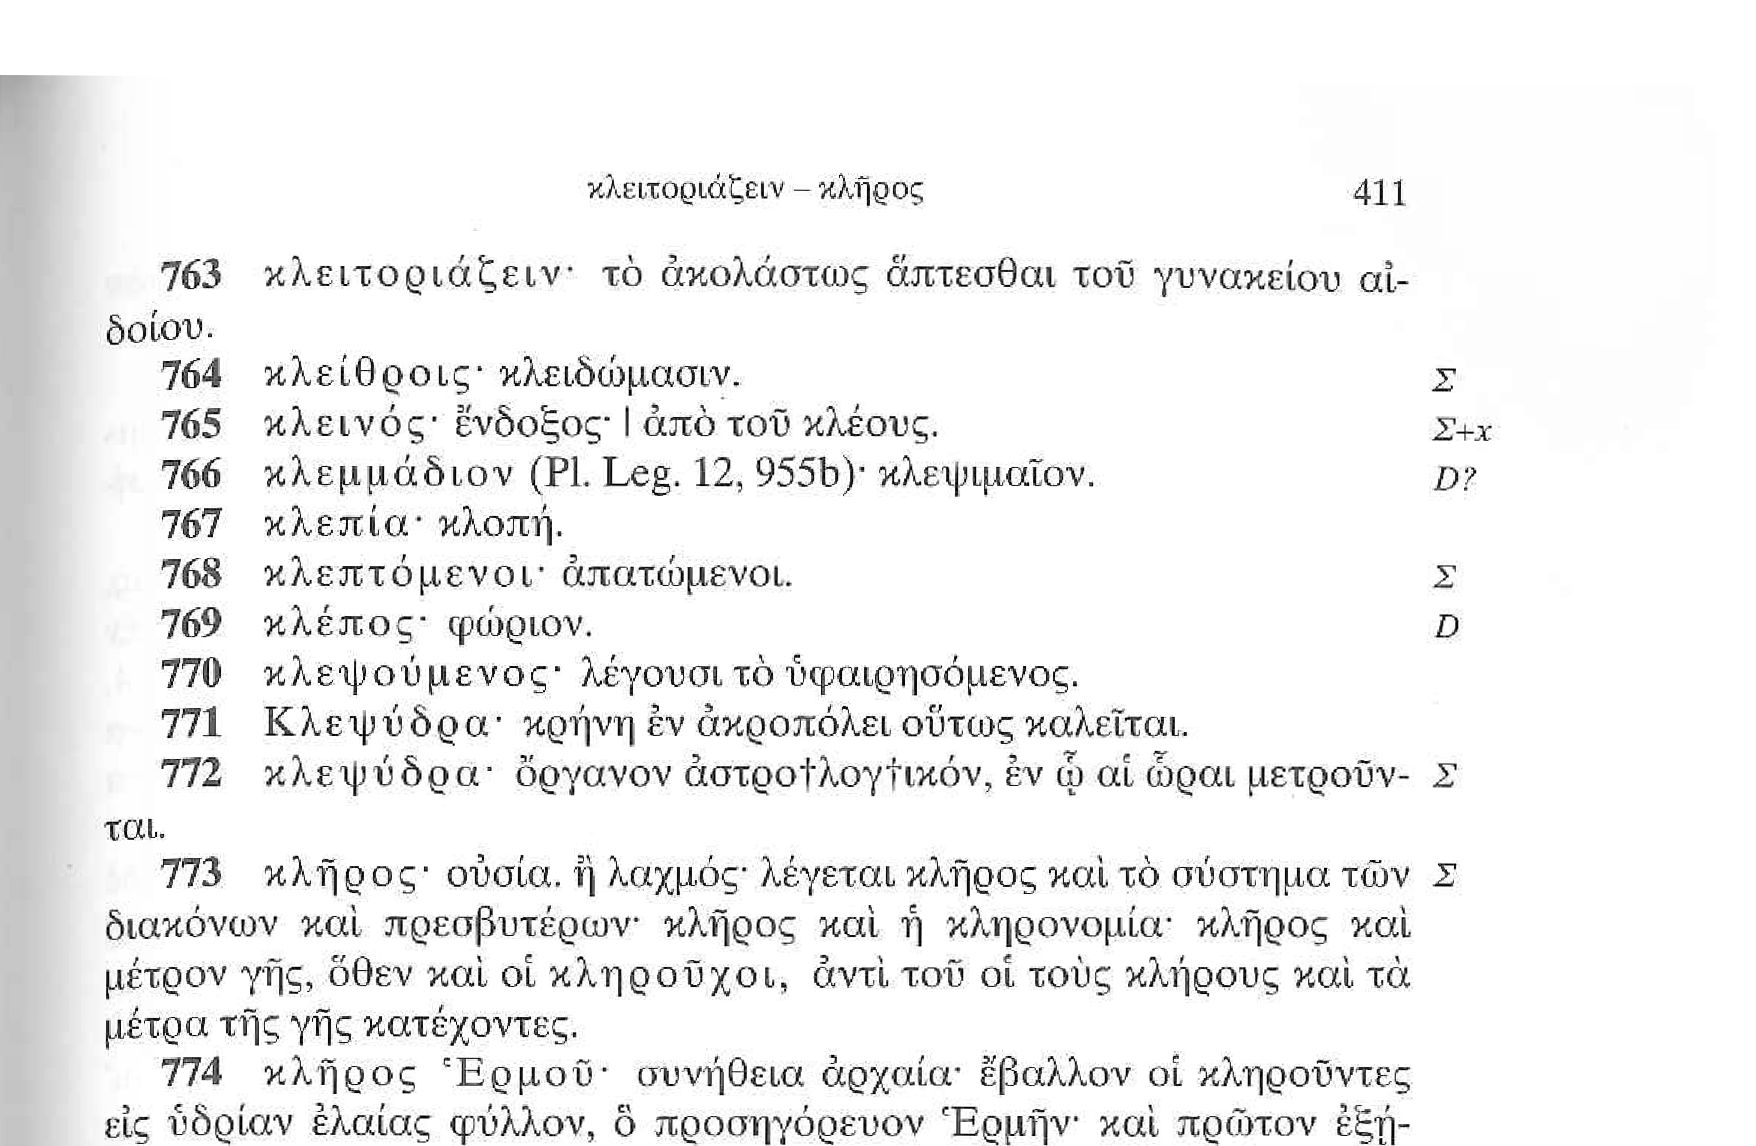 κλειτοριάζειν – κλῆρος 411
763 κλειτοριάζειν· τὸ ἀκολάστως ἅπτεσθαι τοῦ γυνακείου αἰ-
δοίου.
764 κλείθροις· κλειδώμασιν. Σ
765 κλεινός· ἔνδοξος· | ἀπὸ τοῦ κλέους. Σ+x
766 κλεμμάδιον (Pl. Leg. 12, 955b)· κλεψιμαῖον. D?
767 κλεπία· κλοπή.
768 κλεπτόμενοι· ἀπατώμενοι. Σ
769 κλέπος· φώριον. D
770 κλεψούμενος· λέγουσι τὸ ὑφαιρησόμενος.
771 Κλεψύδρα· κρήνη ἐν ἀκροπόλει οὕτως καλεῖται.
772 κλεψύδρα· ὄργανον ἀστρο†λογ†ικόν, ἐν ᾧ αἱ ὧραι μετροῦν- Σ
ται.
773 κλῆρος· οὐσία. ἢ λαχμός· λέγεται κλῆρος καὶ τὸ σύστημα τῶν Σ
διακόνων καὶ πρεσβυτέρων· κλῆρος καὶ ἡ κληρονομία· κλῆρος καὶ
μέτρον γῆς, ὅθεν καὶ οἱ κληροῦχοι, ἀντὶ τοῦ οἱ τοὺς κλήρους καὶ τὰ
μέτρα τῆς γῆς κατέχοντες.
774 κλῆρος Ἑρμοῦ· συνήθεια ἀρχαία· ἔβαλλον οἱ κληροῦντες
εἰς ὑδρίαν ἐλαίας φύλλον, ὃ προσηγόρευον Ἑρμῆν· καὶ πρῶτον ἐξῄ-